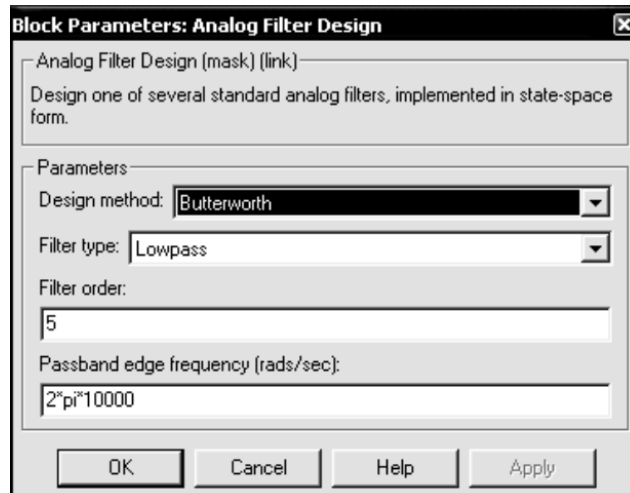 Block Parameters: Analog Filter Design
Analog Filter Design (mask) (link)
Design one of several standard analog filters, implemented in state-space
form.
Parameters
Design method: Butterworth
Filter type: Lowpass
Filter order:
5
Passband edge frequency (rads/sec):
2*pi*10000
OK Cancel Help Apply